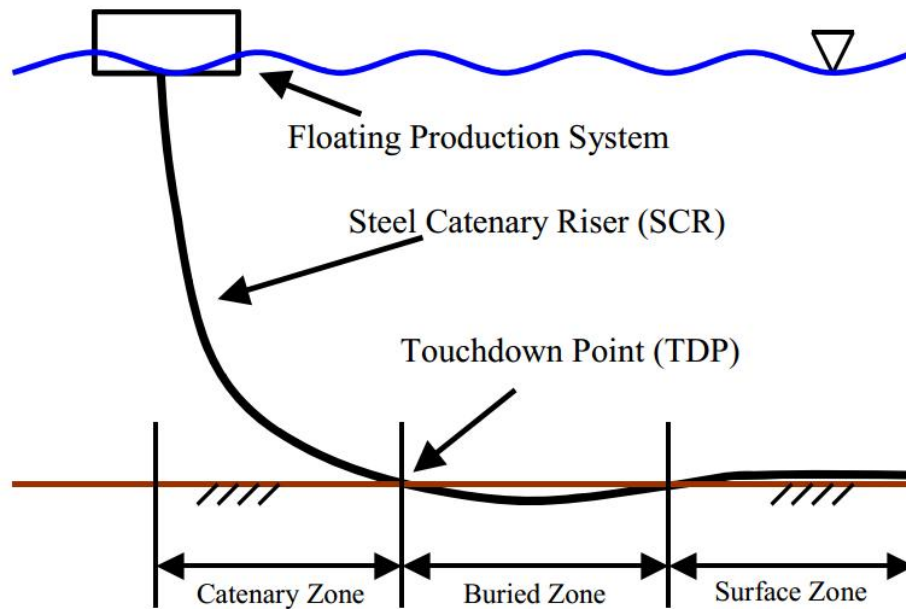 Floating Production System
Steel Catenary Riser (SCR)
Touchdown Point (TDP)
Catenary Zone
Buried Zone
Surface Zone